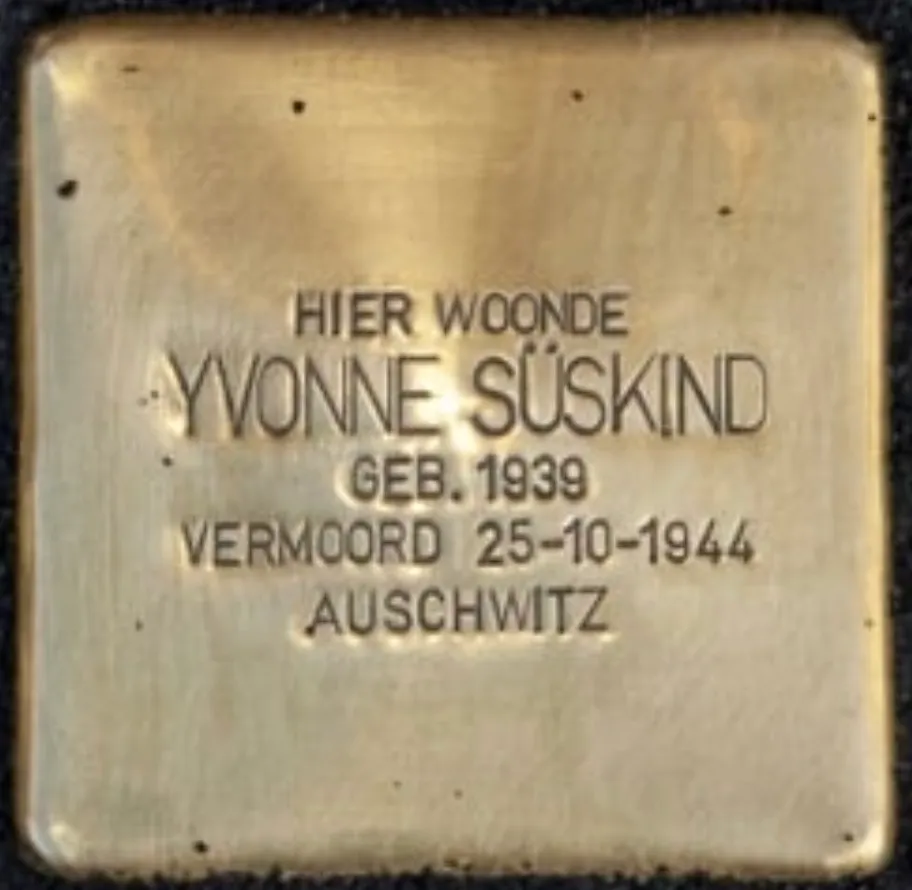 HIER WOONDE
YVONNE SÜSKIND
GEB. 1939
VERMOORD 25-10-1944
AUSCHWITZ